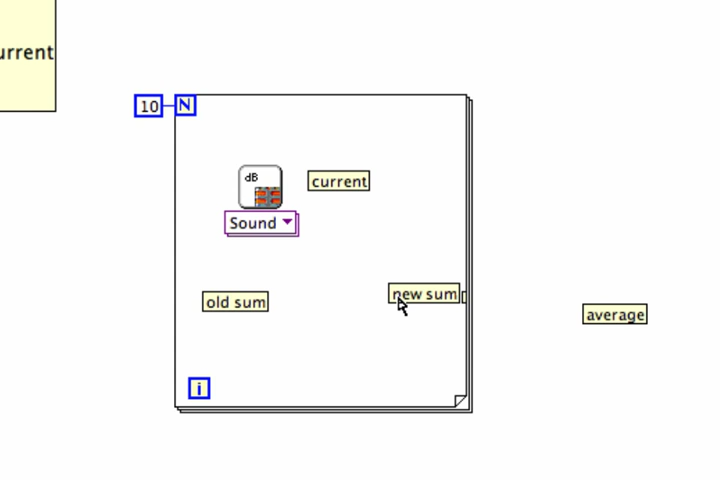 urrent
10 N
dB
current
Sound
old sum
new sum
average
i